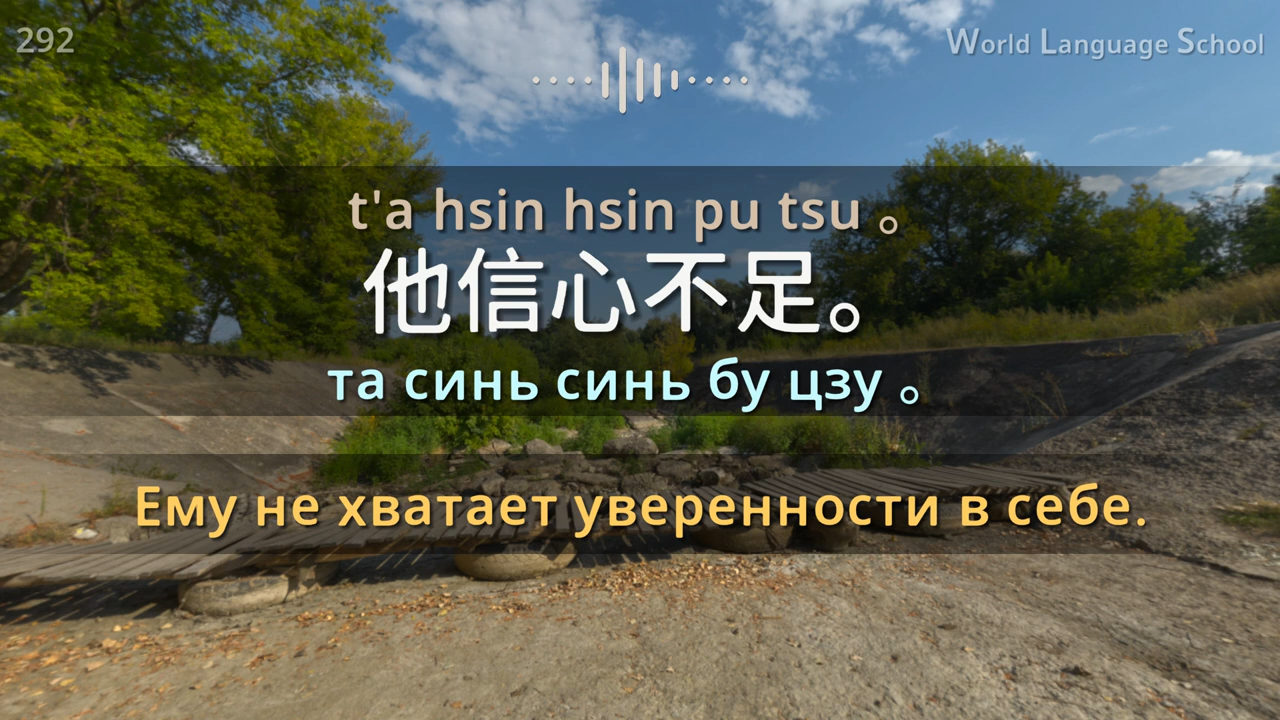 292
World Language School
t'a hsin hsin pu tsu 。
他信心不足。
та синь синь бу цзу 。
Ему не хватает уверенности в себе.